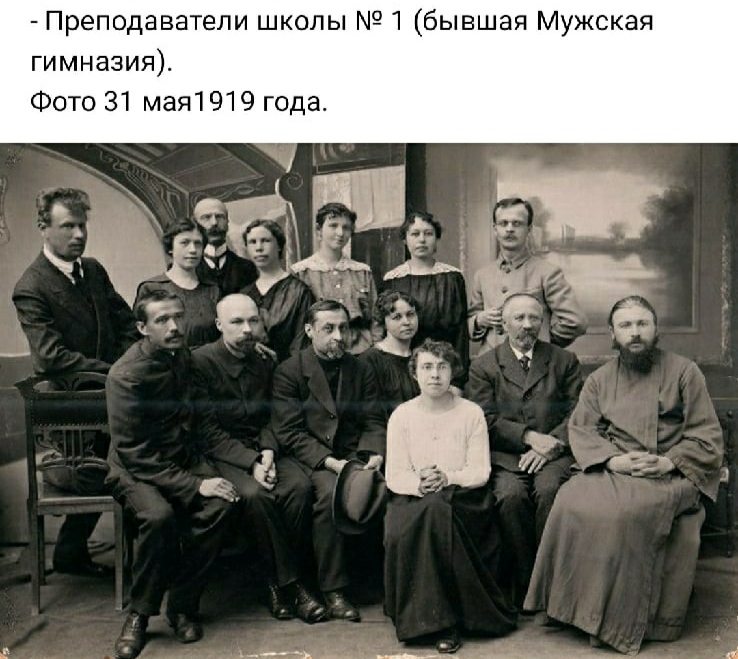 - Преподаватели школы № 1 (бывшая Мужская
гимназия).
Фото 31 мая1919 года.